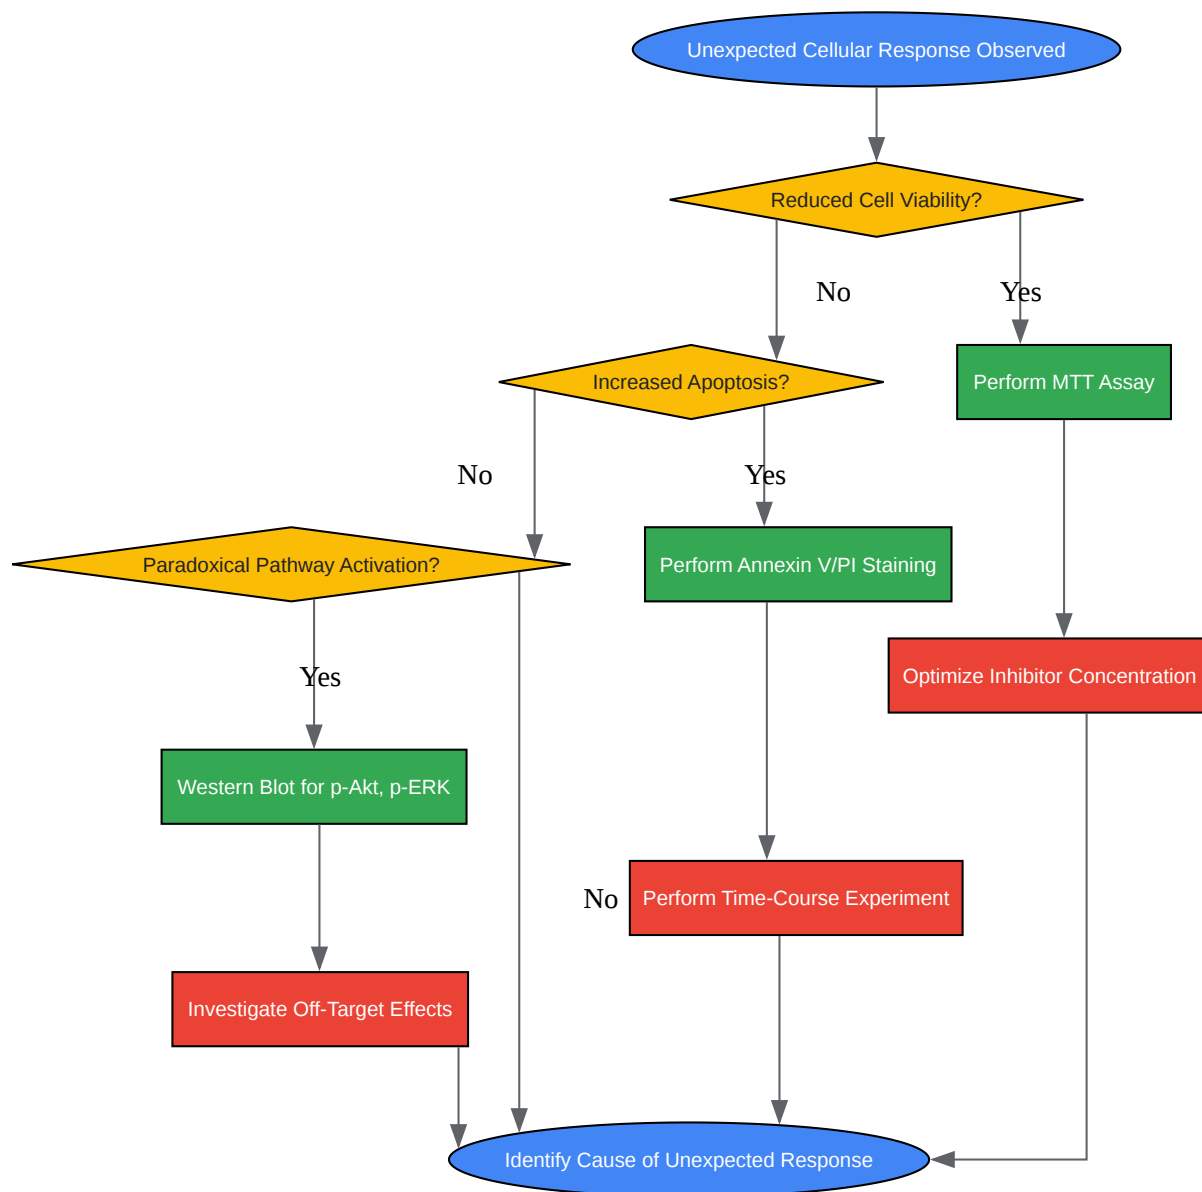 Unexpected Cellular Response Observed
Reduced Cell Viability?
No
Yes
Increased Apoptosis?
Perform MTT Assay
No
Yes
Paradoxical Pathway Activation?
Perform Annexin V/PI Staining
Yes
Optimize Inhibitor Concentration
Western Blot for p-Akt, p-ERK
No
Perform Time-Course Experiment
Investigate Off-Target Effects
Identify Cause of Unexpected Response